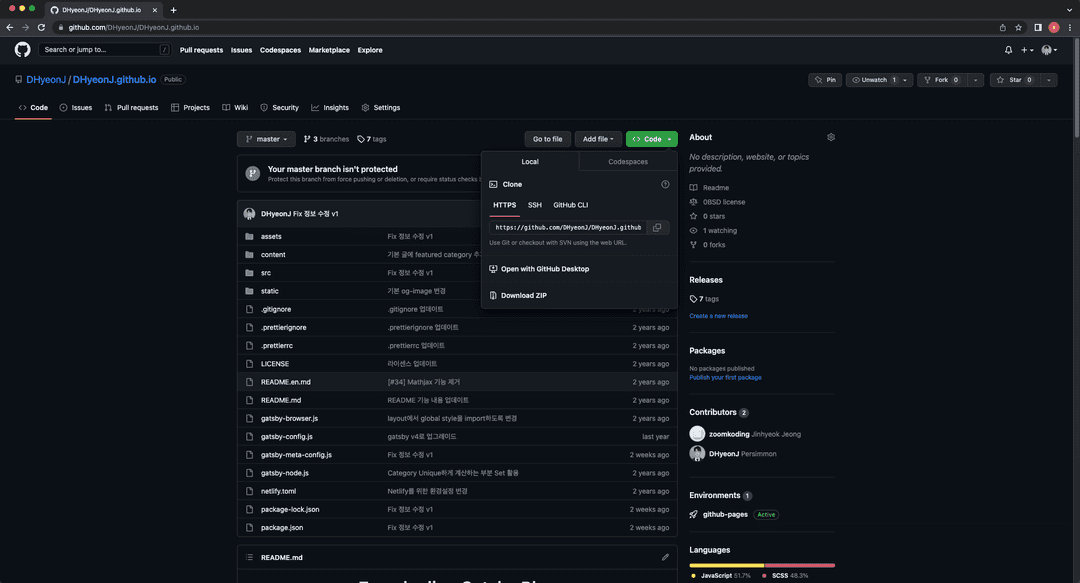 DHyeonJ/DHyeonJ.github.io
github.com/DHyeonJ/DHyeonJ.github.io
Search or jump to... /
Pull requests Issues Codespaces Marketplace Explore
DHyeonJ / DHyeonJ.github.io Public
Pin Unwatch 1 Fork 0 Star 0
Code Issues Pull requests Projects Wiki Security Insights Settings
master 3 branches 7 tags
Go to file Add file Code
Your master branch isn't protected
Protect this branch from force pushing or deletion, or require status checks
DHyeonJ Fix 정보 수정 v1
assets Fix 정보 수정 v1
content 기본 글에 featured category
src Fix 정보 수정 v1
static 기본 og-image 변경
.gitignore .gitignore 업데이트 2 years ago
.prettierignore .prettierignore 업데이트 2 years ago
.prettierrc .prettierrc 업데이트 2 years ago
LICENSE 라이센스 업데이트 2 years ago
README.en.md [#34] Mathjax 기능 제거 2 years ago
README.md README 기능 내용 업데이트 2 years ago
gatsby-browser.js layout에서 global style을 import하도록 변경 2 years ago
gatsby-config.js gatsby v4로 업그레이드 last year
gatsby-meta-config.js Fix 정보 수정 v1 2 weeks ago
gatsby-node.js Category Unique하게 계산하는 부분 Set 활용 2 years ago
netlify.toml Netlify를 위한 환경설정 변경 2 years ago
package-lock.json Fix 정보 수정 v1 2 weeks ago
package.json Fix 정보 수정 v1 2 weeks ago
README.md
Local Codespaces
Clone
HTTPS SSH GitHub CLI
https://github.com/DHyeonJ/DHyeonJ.github
Use Git or checkout with SVN using the web URL.
Open with GitHub Desktop
Download ZIP
About
No description, website, or topics
provided.
Readme
0BSD license
0 stars
1 watching
0 forks
Releases
7 tags
Create a new release
Packages
No packages published
Publish your first package
Contributors 2
zoomkoding Jinhyeok Jeong
DHyeonJ Persimmon
Environments 1
github-pages Active
Languages
JavaScript 51.7% SCSS 48.3%